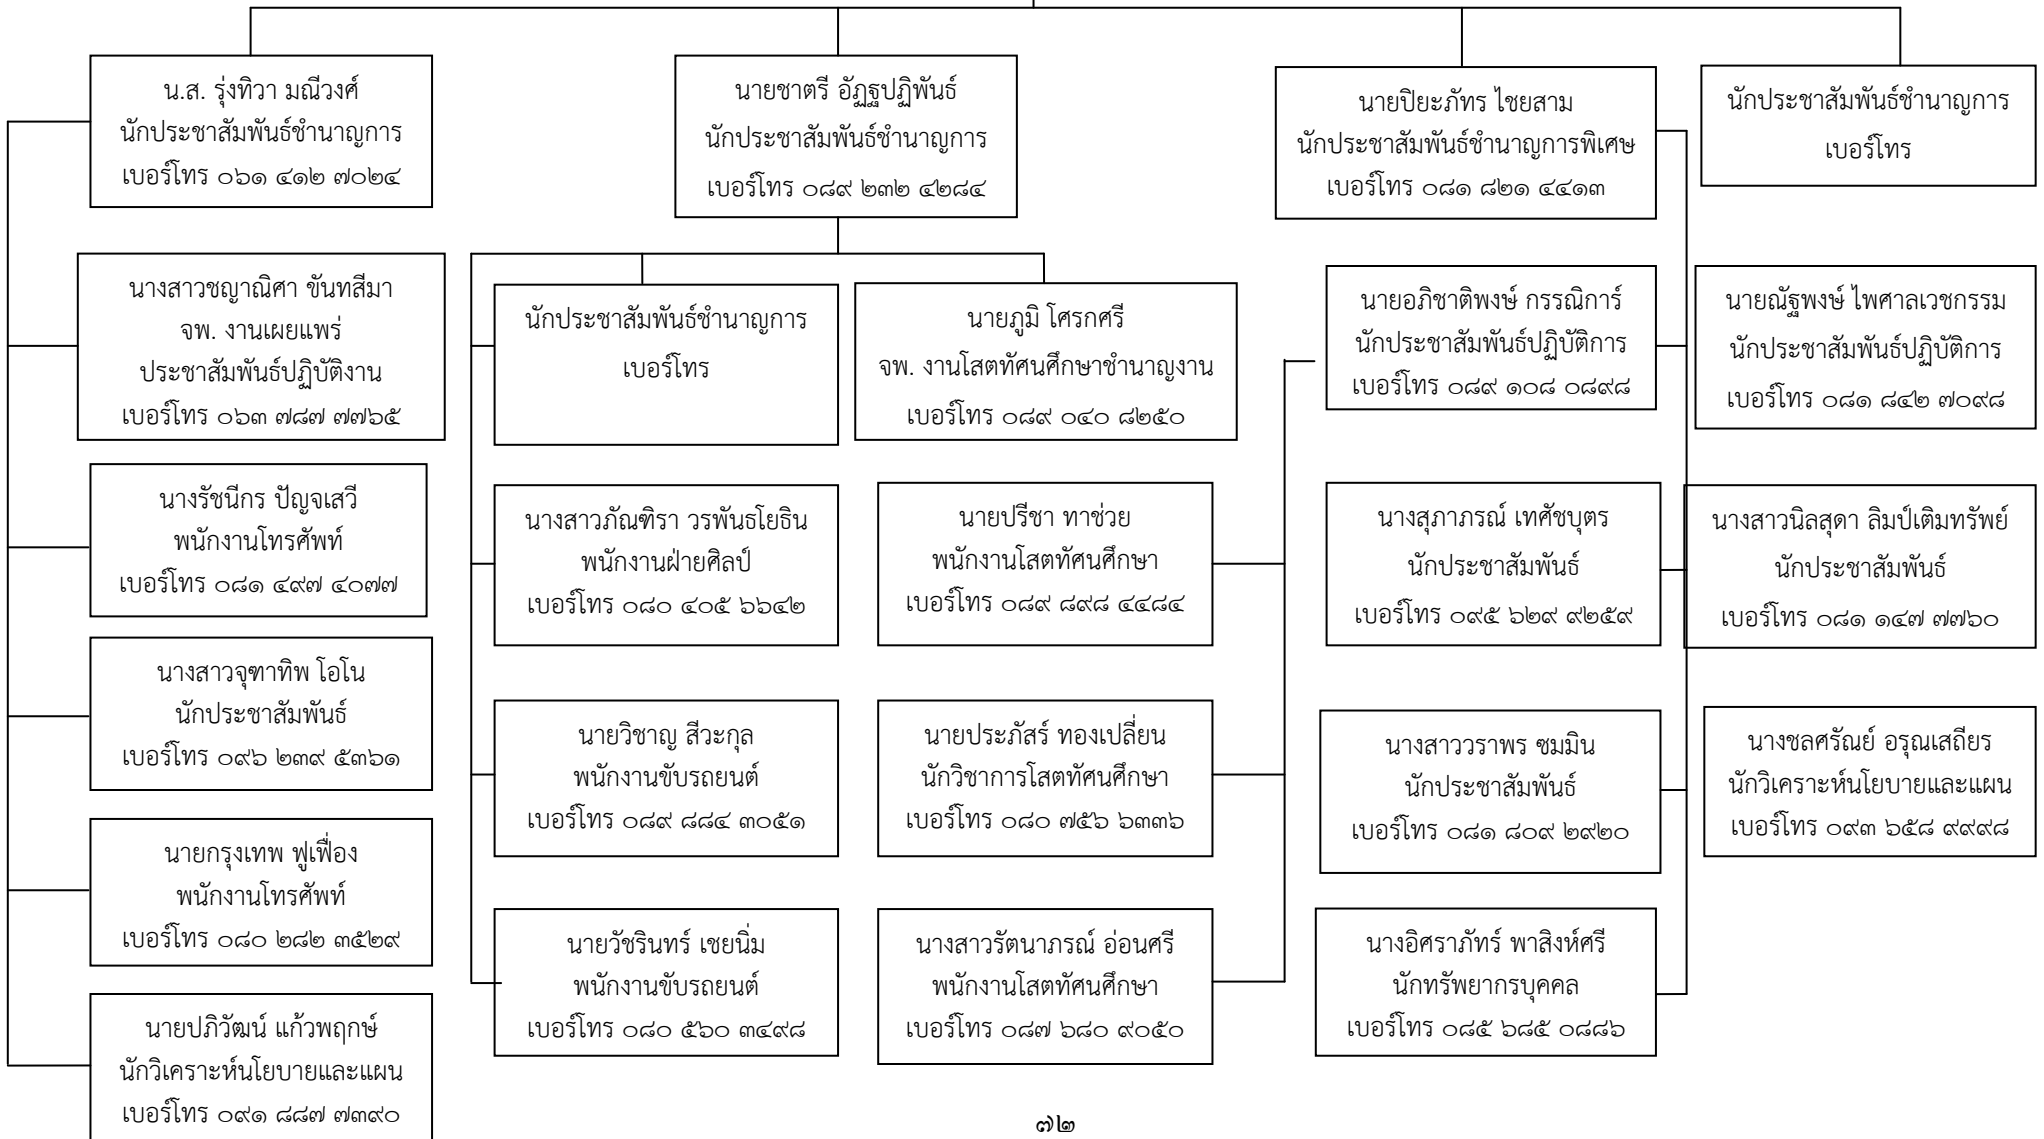 น.ส. รุ่งทิวา มณีวงศ์
นักประชาสัมพันธ์ชำนาญการ
เบอร์โทร ๐๖๑ ๔๑๒ ๗๐๒๔
นายชาตรี อัฏฐปฏิพันธ์
นักประชาสัมพันธ์ชำนาญการ
เบอร์โทร ๐๘๙ ๒๓๒ ๔๒๘๔
นายปิยะภัทร ไชยสาม
นักประชาสัมพันธ์ชำนาญการพิเศษ
เบอร์โทร ๐๘๑ ๘๒๑ ๔๔๑๓
นักประชาสัมพันธ์ชำนาญการ
เบอร์โทร
นางสาวชญาณิศา ขันทสีมา
จพ. งานเผยแพร่
ประชาสัมพันธ์ปฏิบัติงาน
เบอร์โทร ๐๖๓ ๗๘๗ ๗๗๖๕
นักประชาสัมพันธ์ชำนาญการ
เบอร์โทร
นายภูมิ โศรกศรี
จพ. งานโสตทัศนศึกษาชำนาญงาน
เบอร์โทร ๐๘๙ ๐๔๐ ๘๒๕๐
นายอภิชาติพงษ์ กรรณิการ์
นักประชาสัมพันธ์ปฏิบัติการ
เบอร์โทร ๐๘๙ ๑๐๘ ๐๘๙๘
นายณัฐพงษ์ ไพศาลเวชกรรม
นักประชาสัมพันธ์ปฏิบัติการ
เบอร์โทร ๐๘๑ ๘๔๒ ๗๐๙๘
นางรัชนีกร ปัญจเสวี
พนักงานโทรศัพท์
เบอร์โทร ๐๘๑ ๔๙๗ ๔๐๗๗
นางสาวภัณฑิรา วรพันธโยธิน
พนักงานฝ่ายศิลป์
เบอร์โทร ๐๘๐ ๔๐๕ ๖๖๔๒
นายปรีชา ทาช่วย
พนักงานโสตทัศนศึกษา
เบอร์โทร ๐๘๙ ๘๙๘ ๔๔๘๔
นางสุภาภรณ์ เทศัชบุตร
นักประชาสัมพันธ์
เบอร์โทร ๐๙๕ ๖๒๙ ๙๒๕๙
นางสาวนิลสุดา ลิมป์เติมทรัพย์
นักประชาสัมพันธ์
เบอร์โทร ๐๘๑ ๑๔๗ ๗๗๖๐
นางสาวจุฑาทิพ โอโน
นักประชาสัมพันธ์
เบอร์โทร ๐๙๖ ๒๓๙ ๕๓๖๑
นายวิชาญ สีวะกุล
พนักงานขับรถยนต์
เบอร์โทร ๐๘๙ ๘๘๔ ๓๐๕๑
นายประภัสร์ ทองเปลี่ยน
นักวิชาการโสตทัศนศึกษา
เบอร์โทร ๐๘๐ ๗๕๖ ๖๓๓๖
นางสาววราพร ซมมิน
นักประชาสัมพันธ์
เบอร์โทร ๐๘๑ ๘๐๙ ๒๙๒๐
นางชลศรัณย์ อรุณเสถียร
นักวิเคราะห์นโยบายและแผน
เบอร์โทร ๐๙๓ ๖๕๘ ๙๙๙๘
นายกรุงเทพ ฟูเฟื่อง
พนักงานโทรศัพท์
เบอร์โทร ๐๘๐ ๒๘๒ ๓๕๒๙
นายวัชรินทร์ เชยนิ่ม
พนักงานขับรถยนต์
เบอร์โทร ๐๘๐ ๕๖๐ ๓๔๙๘
นางสาวรัตนาภรณ์ อ่อนศรี
พนักงานโสตทัศนศึกษา
เบอร์โทร ๐๘๗ ๖๘๐ ๙๐๕๐
นางอิศราภัทร์ พาสิงห์ศรี
นักทรัพยากรบุคคล
เบอร์โทร ๐๘๕ ๖๘๕ ๐๘๘๖
นายปภิวัฒน์ แก้วพฤกษ์
นักวิเคราะห์นโยบายและแผน
เบอร์โทร ๐๙๑ ๘๘๗ ๗๓๙๐
๗๒